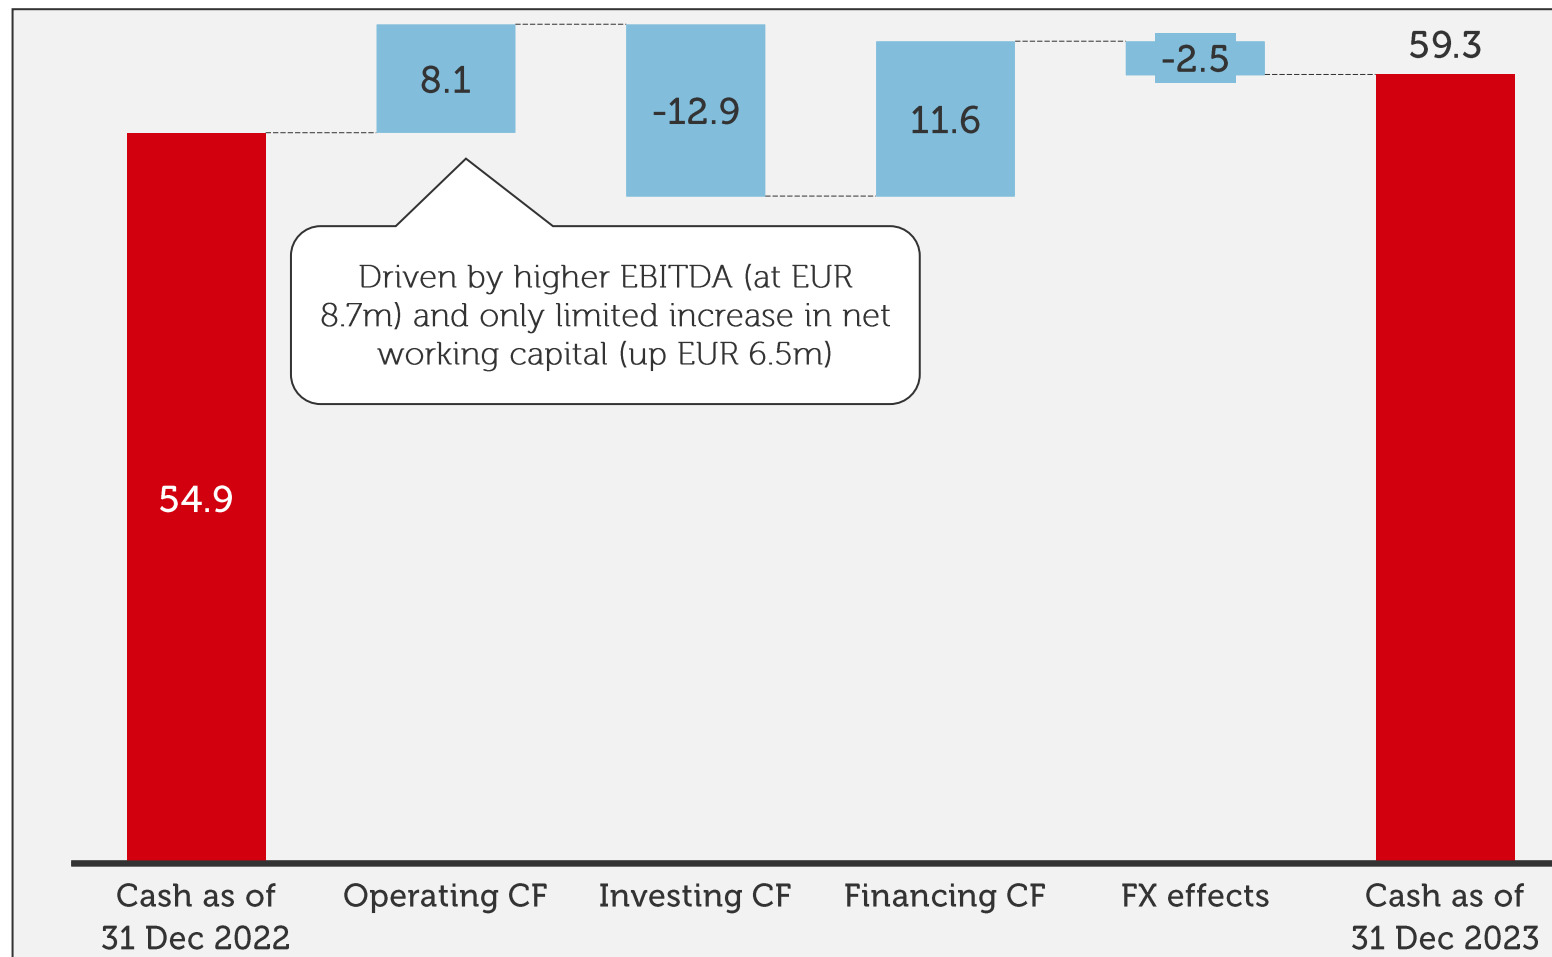 8.1
-12.9
11.6
-2.5
59.3
Driven by higher EBITDA (at EUR
8.7m) and only limited increase in net
working capital (up EUR 6.5m)
54.9
Cash as of
31 Dec 2022
Operating CF
Investing CF
Financing CF
FX effects
Cash as of
31 Dec 2023